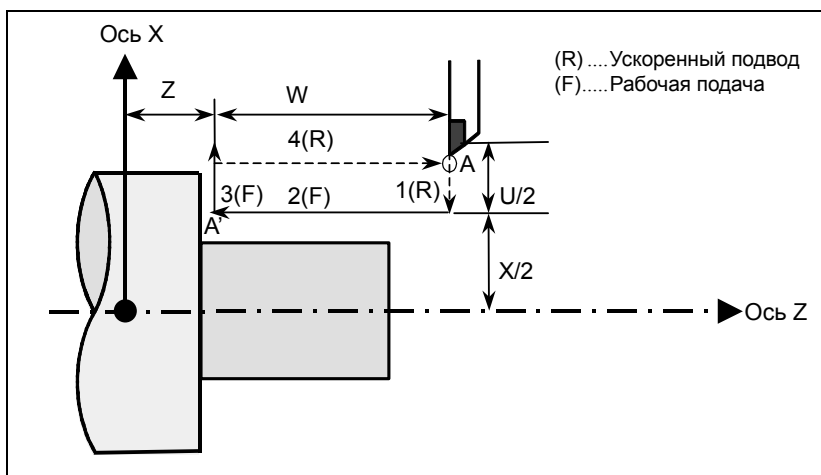 Ось X
(R) ....Ускоренный подвод
(F).....Рабочая подача
Z
W
4(R)
A
3(F)
2(F)
1(R)
U/2
A'
X/2
Ось Z